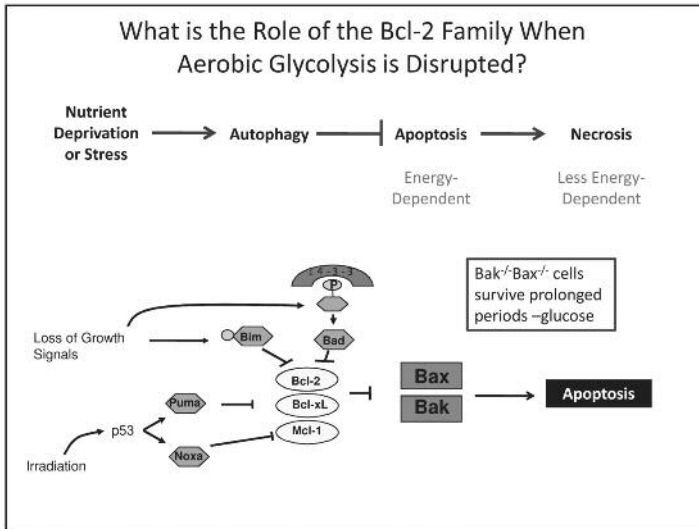 What is the Role of the Bcl-2 Family When
Aerobic Glycolysis is Disrupted?
Nutrient
Deprivation
or Stress
Autophagy
Apoptosis
Necrosis
Energy-
Dependent
Less Energy-
Dependent
14-3-3
P
Bak-/-Bax-/- cells
survive prolonged
periods –glucose
Loss of Growth
Signals
Bim
Bad
Bcl-2
Bcl-xL
Mcl-1
Bax
Bak
Apoptosis
Puma
p53
Noxa
Irradiation